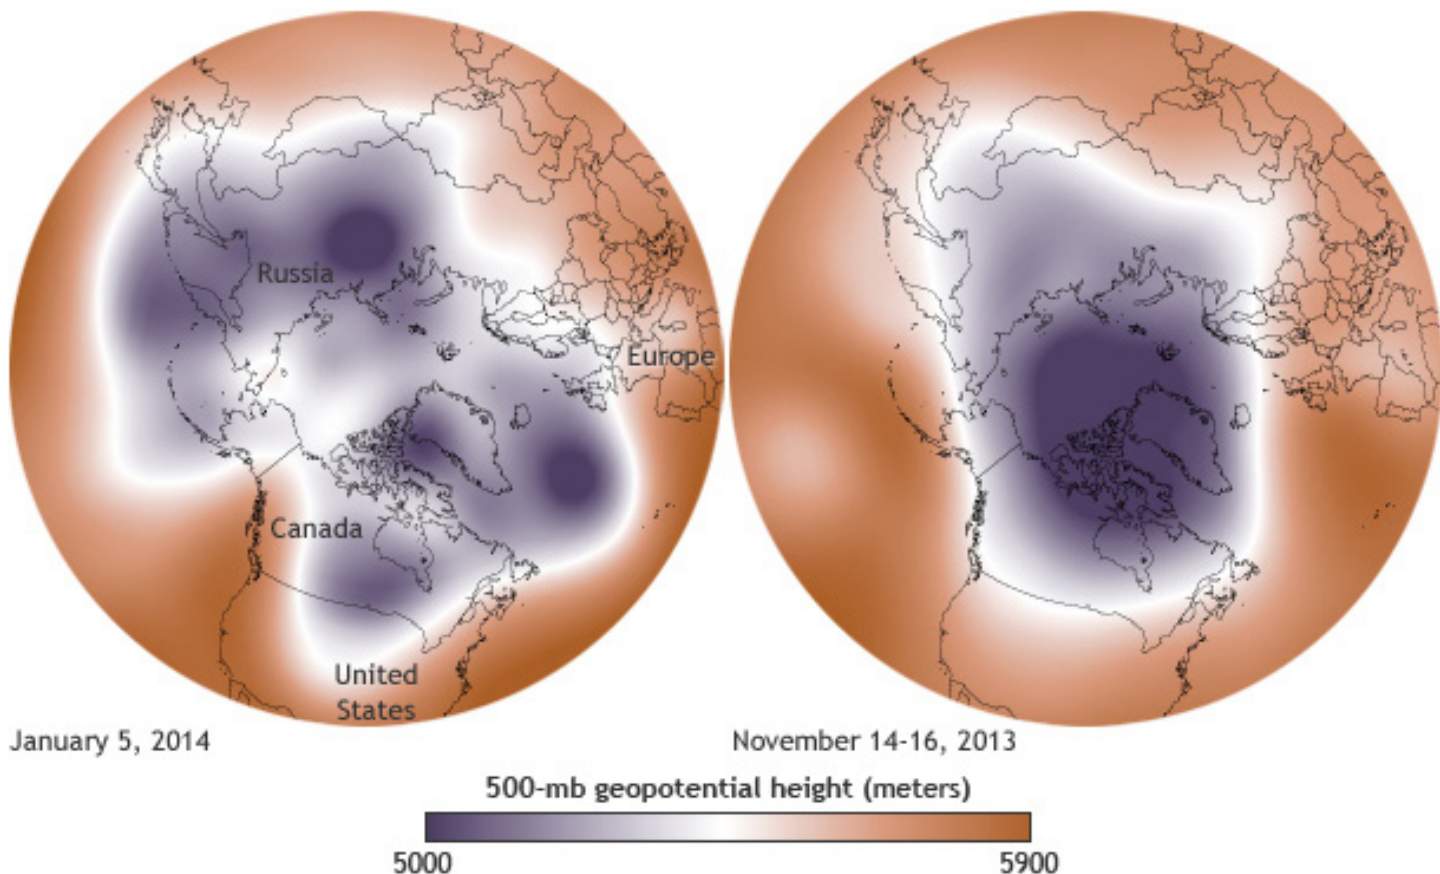 Russia
Europe
Canada
United
States
January 5, 2014
November 14-16, 2013
500-mb geopotential height (meters)
5000
5900